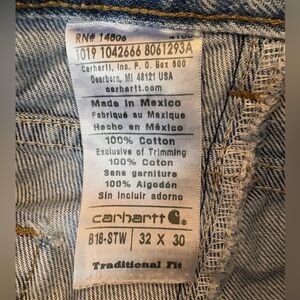 RN# 14806
1019 1042666 8061293A
Carhartt, Inc. P. O. Box 600
Dearborn, MI 48121 USA
carhartt.com
Made in Mexico
Fabriqué au Mexique
Hecho en México
100% Cotton
Exclusive of Trimming
100% Coton
Sans garniture
100% Algodón
Sin incluir adorno
carhartt
B18-STW 32 X 30
Traditional Fit